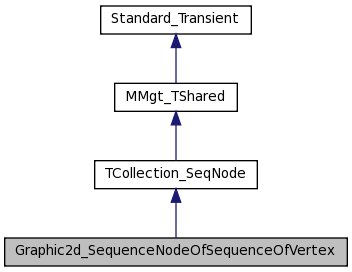 Standard_Transient
MMgt_TShared
TCollection_SeqNode
Graphic2d_SequenceNodeOfSequenceOfVertex